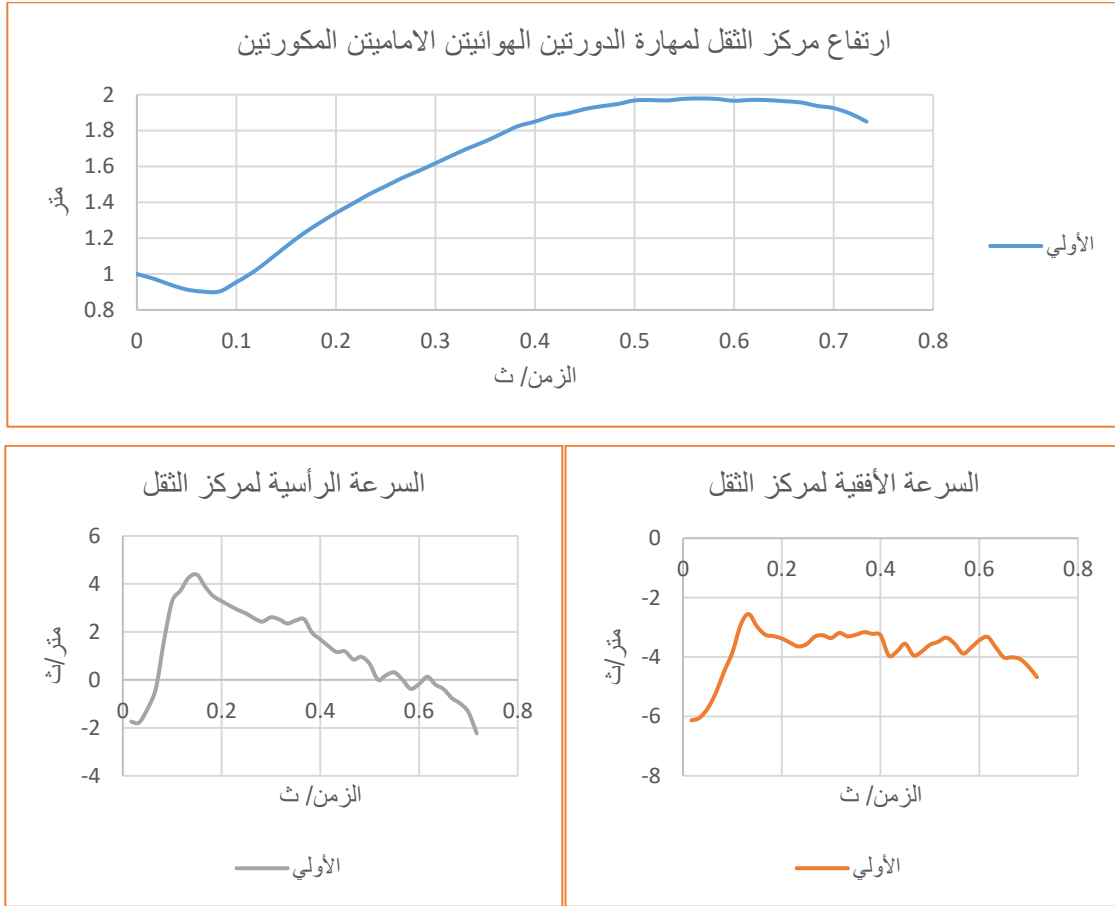 ارتفاع مركز الثقل لمهارة الدورتين الهوائيتن الاماميتن المكورتين
2
1.8
1.6
1.4
1.2
1
0.8
متر
0 0.1 0.2 0.3 0.4 0.5 0.6 0.7 0.8
الزمن/ ث
الأولي
السرعة الرأسية لمركز الثقل
6
4
2
0
-2
-4
متر/ث
0 0.2 0.4 0.6 0.8
الزمن/ ث
الأولي
السرعة الأفقية لمركز الثقل
0
-2
-4
-6
-8
متر/ث
0 0.2 0.4 0.6 0.8
الزمن/ ث
الأولي